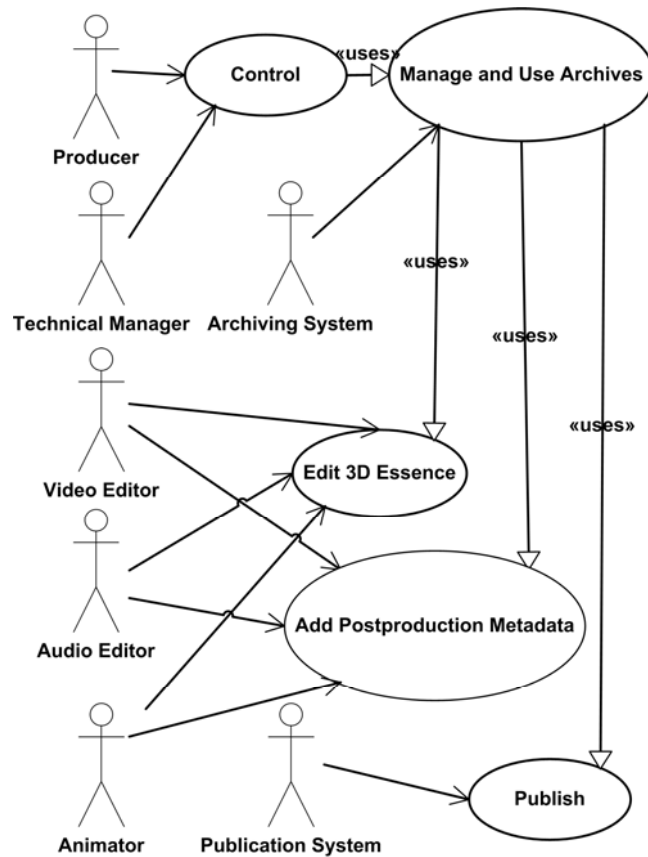 «uses»
Control
Manage and Use Archives
Producer
«uses»
Technical Manager
Archiving System
«uses»
«uses»
Edit 3D Essence
Video Editor
Add Postproduction Metadata
Audio Editor
Publish
Animator
Publication System